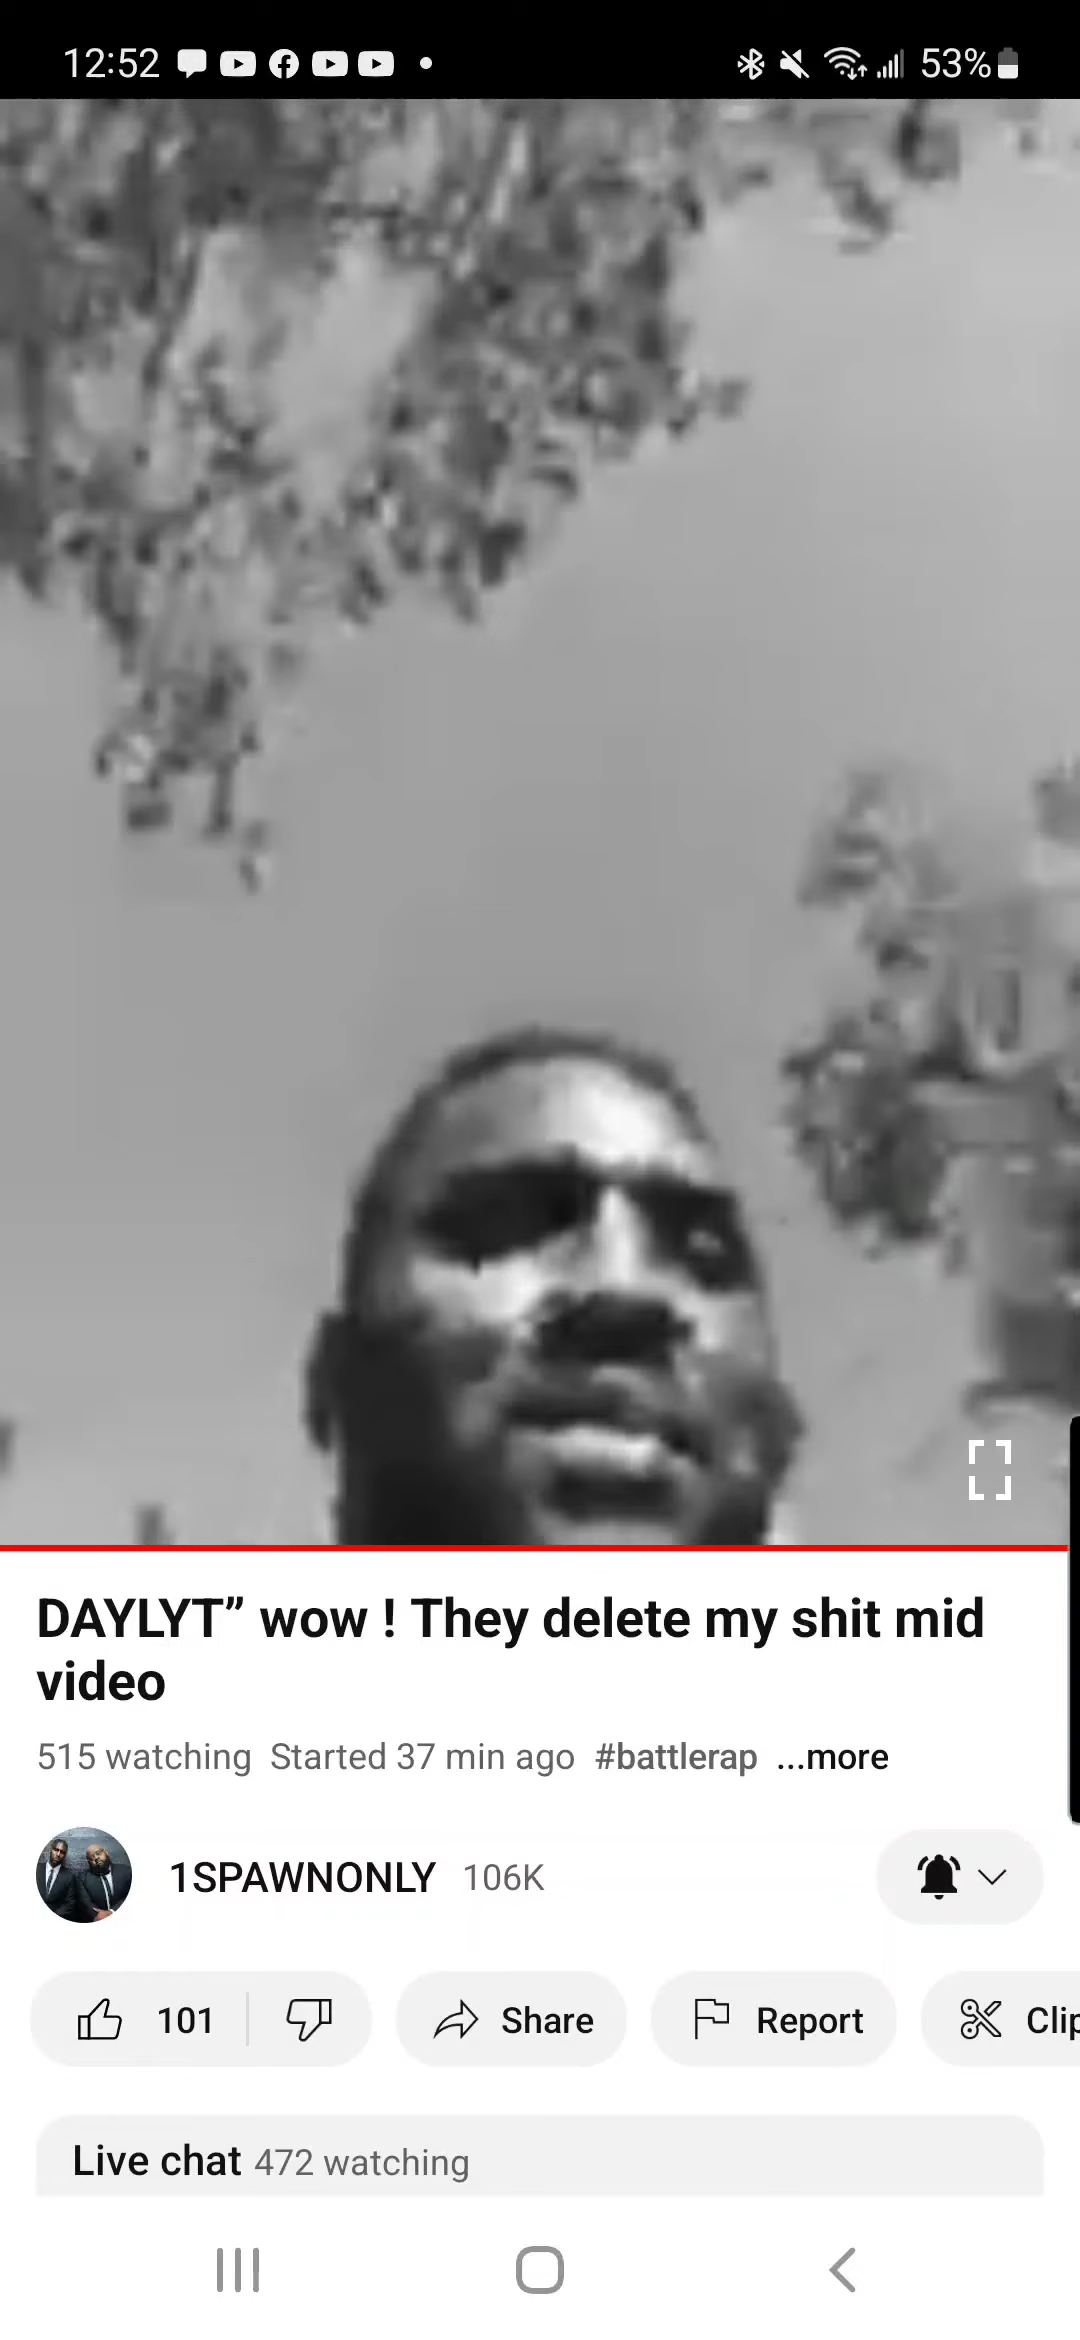 12:52 53%
DAYLYT” wow ! They delete my shit mid
video
515 watching Started 37 min ago #battlerap ...more
1SPAWNONLY 106K
101 Share Report Clip
Live chat 472 watching